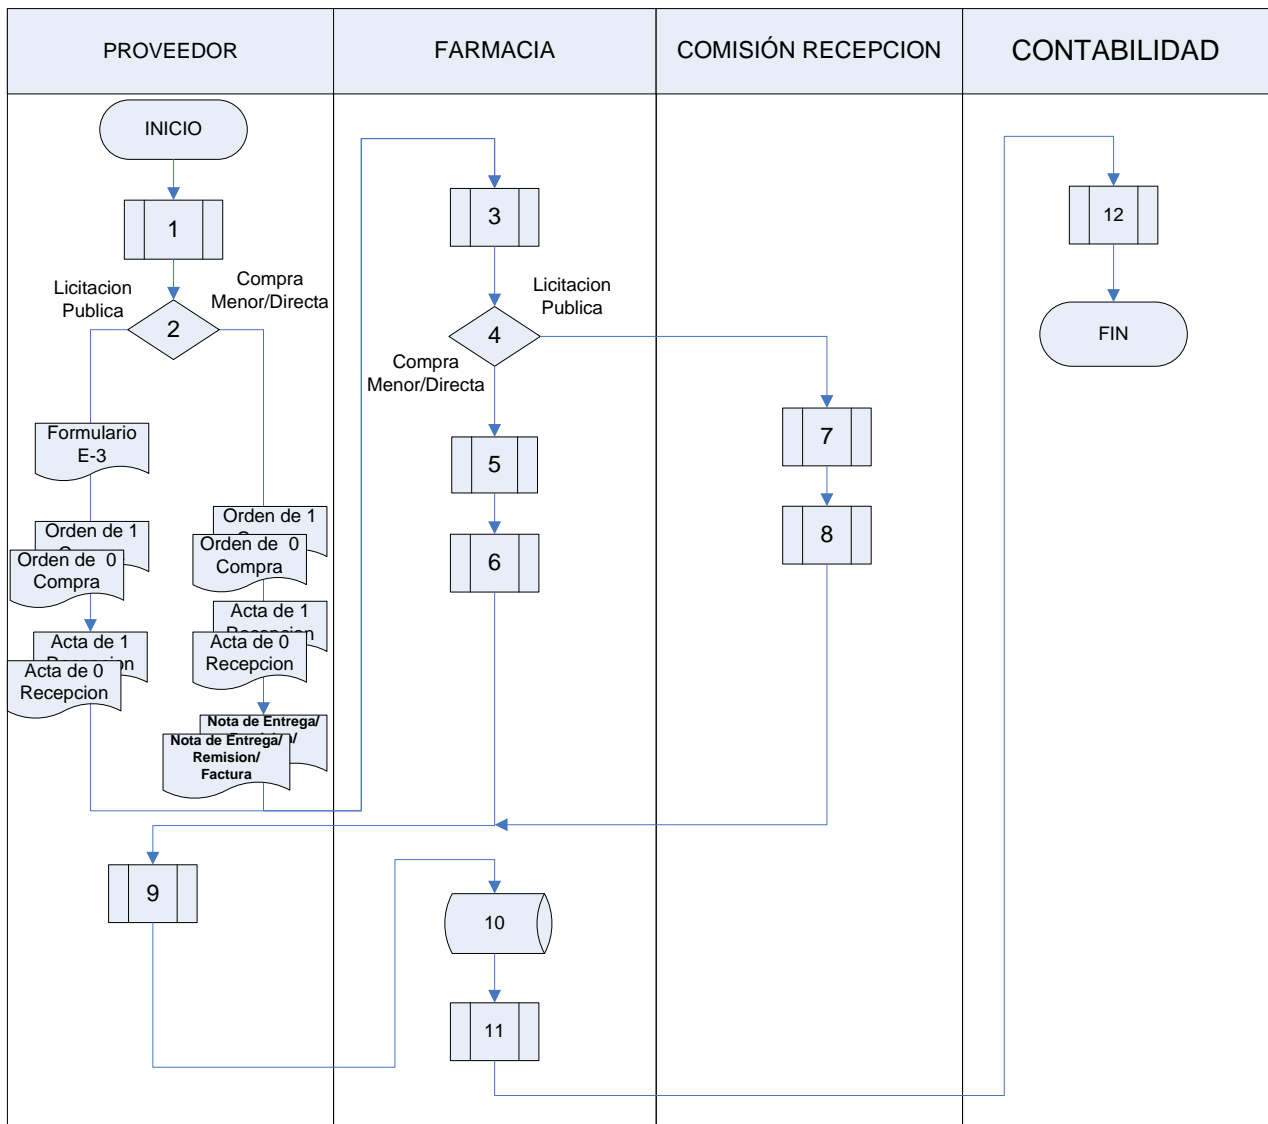 PROVEEDOR
FARMACIA
COMISIÓN RECEPCION
CONTABILIDAD
INICIO
1
Licitacion
Publica
Compra
Menor/Directa
2
Formulario
E-3
Orden de 1
Orden de 0
Compra
Acta de 1
Recepcion
Acta de 0
Recepcion
Orden de 1
Orden de 0
Compra
Acta de 1
Recepcion
Acta de 0
Recepcion
Nota de Entrega/
Nota de Entrega/
Remision/
Factura
9
3
Licitacion
Publica
4
Compra
Menor/Directa
5
6
10
11
7
8
12
FIN